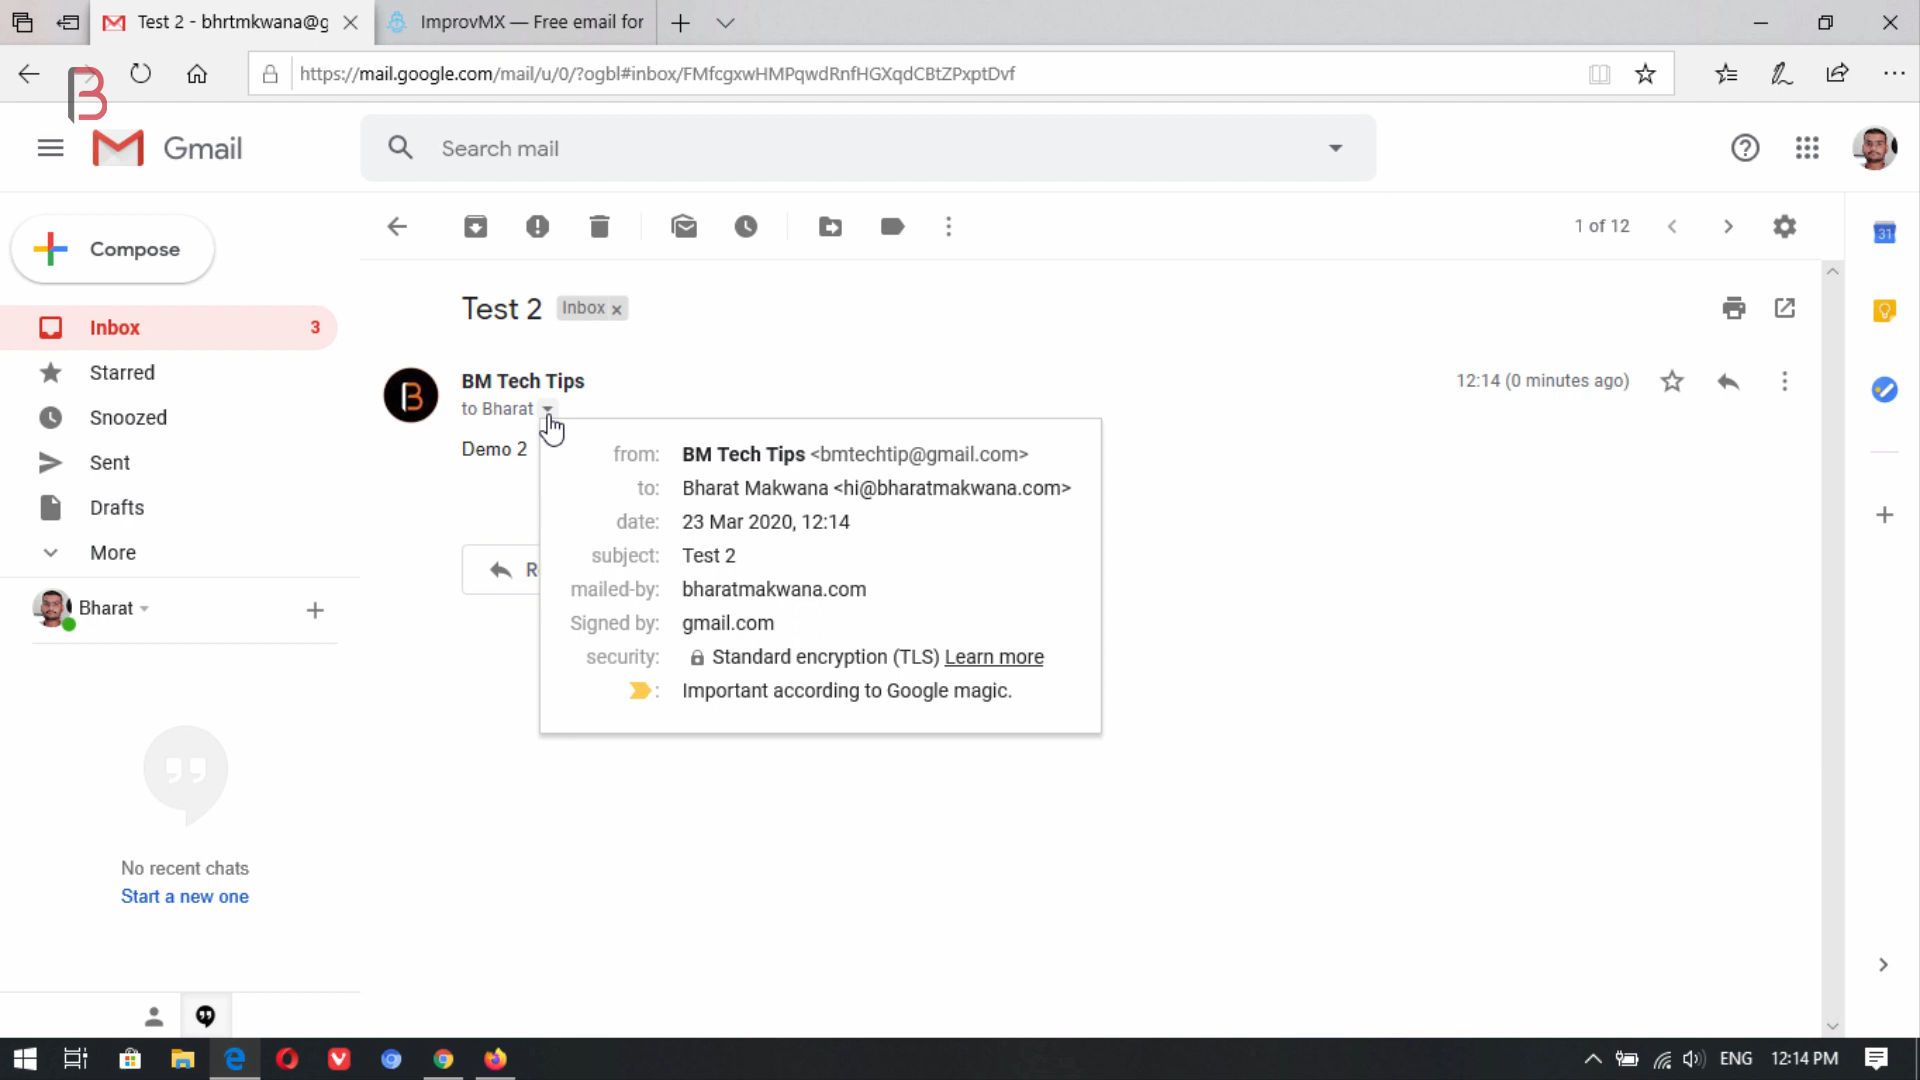 Test 2 - bhrtmkwana@g
ImprovMX — Free email for
https://mail.google.com/mail/u/0/?ogbl#inbox/FMfcgxwHMPqwdRnfHGXqdCBtZPxptDvf
Gmail
Search mail
Compose
1 of 12
31
Inbox 3
Starred
Snoozed
Sent
Drafts
More
Bharat
No recent chats
Start a new one
Test 2 Inbox x
BM Tech Tips
12:14 (0 minutes ago)
to Bharat
Demo 2
from: BM Tech Tips <bmtechtip@gmail.com>
to: Bharat Makwana <hi@bharatmakwana.com>
date: 23 Mar 2020, 12:14
subject: Test 2
mailed-by: bharatmakwana.com
Signed by: gmail.com
security: Standard encryption (TLS) Learn more
: Important according to Google magic.
ENG 12:14 PM